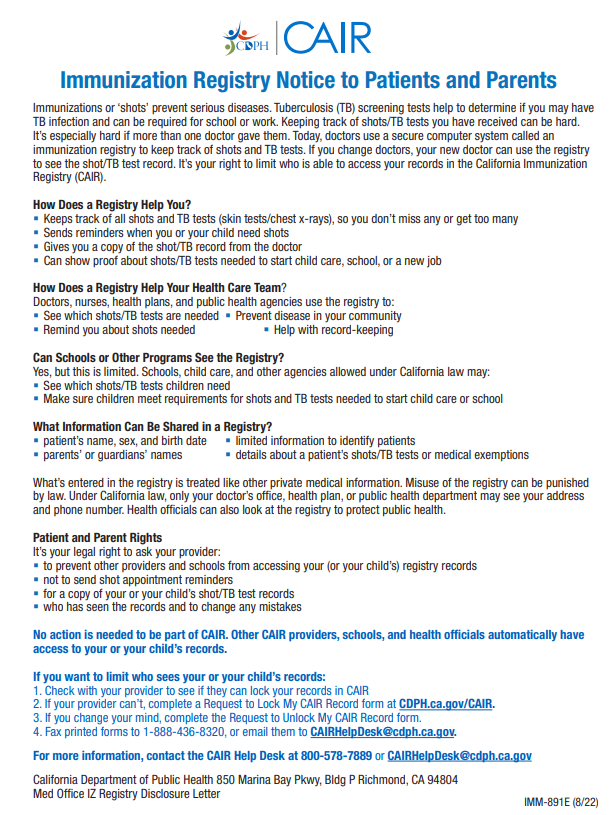 CDPH CAIR
Immunization Registry Notice to Patients and Parents
Immunizations or ‘shots’ prevent serious diseases. Tuberculosis (TB) screening tests help to determine if you may have
TB infection and can be required for school or work. Keeping track of shots/TB tests you have received can be hard.
It’s especially hard if more than one doctor gave them. Today, doctors use a secure computer system called an
immunization registry to keep track of shots and TB tests. If you change doctors, your new doctor can use the registry
to see the shot/TB test record. It’s your right to limit who is able to access your records in the California Immunization
Registry (CAIR).
How Does a Registry Help You?
▪ Keeps track of all shots and TB tests (skin tests/chest x-rays), so you don’t miss any or get too many
▪ Sends reminders when you or your child need shots
▪ Gives you a copy of the shot/TB record from the doctor
▪ Can show proof about shots/TB tests needed to start child care, school, or a new job
How Does a Registry Help Your Health Care Team?
Doctors, nurses, health plans, and public health agencies use the registry to:
▪ See which shots/TB tests are needed ▪ Prevent disease in your community
▪ Remind you about shots needed ▪ Help with record-keeping
Can Schools or Other Programs See the Registry?
Yes, but this is limited. Schools, child care, and other agencies allowed under California law may:
▪ See which shots/TB tests children need
▪ Make sure children meet requirements for shots and TB tests needed to start child care or school
What Information Can Be Shared in a Registry?
▪ patient’s name, sex, and birth date ▪ limited information to identify patients
▪ parents’ or guardians’ names ▪ details about a patient’s shots/TB tests or medical exemptions
What’s entered in the registry is treated like other private medical information. Misuse of the registry can be punished
by law. Under California law, only your doctor’s office, health plan, or public health department may see your address
and phone number. Health officials can also look at the registry to protect public health.
Patient and Parent Rights
It’s your legal right to ask your provider:
▪ to prevent other providers and schools from accessing your (or your child’s) registry records
▪ not to send shot appointment reminders
▪ for a copy of your or your child’s shot/TB test records
▪ who has seen the records and to change any mistakes
No action is needed to be part of CAIR. Other CAIR providers, schools, and health officials automatically have
access to your or your child’s records.
If you want to limit who sees your or your child’s records:
1. Check with your provider to see if they can lock your records in CAIR
2. If your provider can’t, complete a Request to Lock My CAIR Record form at CDPH.ca.gov/CAIR.
3. If you change your mind, complete the Request to Unlock My CAIR Record form.
4. Fax printed forms to 1-888-436-8320, or email them to CAIRHelpDesk@cdph.ca.gov.
For more information, contact the CAIR Help Desk at 800-578-7889 or CAIRHelpDesk@cdph.ca.gov
California Department of Public Health 850 Marina Bay Pkwy, Bldg P Richmond, CA 94804
Med Office IZ Registry Disclosure Letter
IMM-891E (8/22)